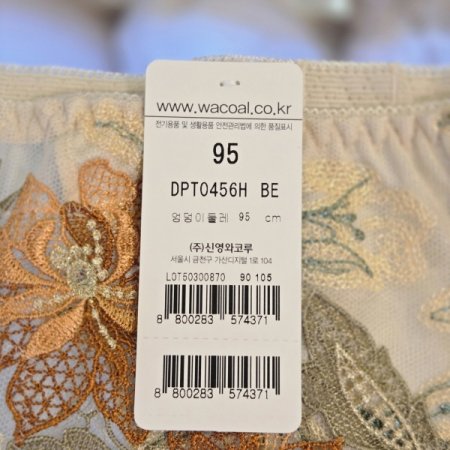 www.wacoal.co.kr
전기용품 및 생활용품 안전관리법에 의한 품질표시
95
DPT0456H BE
엉덩이둘레 95 cm
(주)신영와코루
서울시 금천구 가산디지털 1로 104
LOT60300870 90 105
8 800283 574371
8 800283 574371